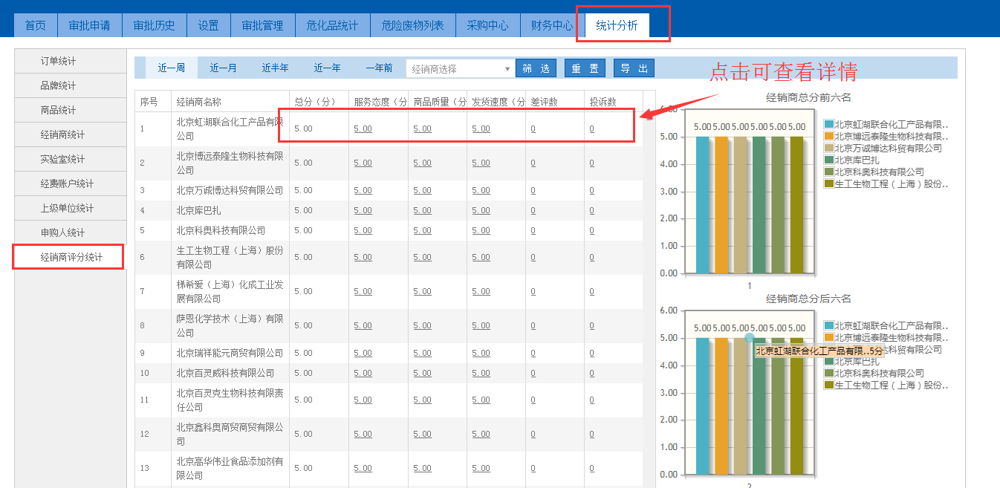 首页 审批申请 审批历史 设置 审批管理 危化品统计 危险废物列表 采购中心 财务中心 统计分析
订单统计
品牌统计
商品统计
经销商统计
实验室统计
经费账户统计
上级单位统计
申购人统计
经销商评分统计
近一周 近一月 近半年 近一年 一年前 经销商选择 筛 选 重 置 导 出
点击可查看详情
序号 经销商名称 总分（分） 服务态度（分 商品质量（分 发货速度（分 差评数 投诉数
1 北京虹湖联合化工产品有限
公司 5.00 5.00 5.00 5.00 0 0
2 北京博远泰隆生物科技有限
公司 5.00 5.00 5.00 5.00 0 0
3 北京万诚博达科贸有限公司 5.00 5.00 5.00 5.00 0 0
4 北京库巴扎 5.00 5.00 5.00 5.00 0 0
5 北京科奥科技有限公司 5.00 5.00 5.00 5.00 0 0
6 生工生物工程（上海）股份
有限公司 5.00 5.00 5.00 5.00 0 0
7 梯希爱（上海）化成工业发
展有限公司 5.00 5.00 5.00 5.00 0 0
8 萨恩化学技术（上海）有限
公司 5.00 5.00 5.00 5.00 0 0
9 北京瑞祥能元商贸有限公司 5.00 5.00 5.00 5.00 0 0
10 北京百灵威科技有限公司 5.00 5.00 5.00 5.00 0 0
11 北京百灵克生物科技有限责
任公司 5.00 5.00 5.00 5.00 0 0
12 北京鑫科奥商贸商贸有限公
司 5.00 5.00 5.00 5.00 0 0
13 北京高华伟业食品添加剂有
限公司 5.00 5.00 5.00 5.00 0 0
经销商总分前六名
6.00
5.00
4.00
3.00
2.00
1.00
0.00
5.00 5.00 5.00 5.00 5.00 5.00
1
北京虹湖联合化工产品有限..
北京博远泰隆生物科技有限..
北京万诚博达科贸有限公司
北京库巴扎
北京科奥科技有限公司
生工生物工程（上海）股份..
经销商总分后六名
6.00
5.00
4.00
3.00
2.00
1.00
0.00
5.00 5.00 5.00 5.00 5.00 5.00
2
北京虹湖联合化工产品有限..
北京博远泰隆生物科技有限..
北京虹湖联合化工产品有限..5分
科贸有限公司
北京库巴扎
北京科奥科技有限公司
生工生物工程（上海）股份..